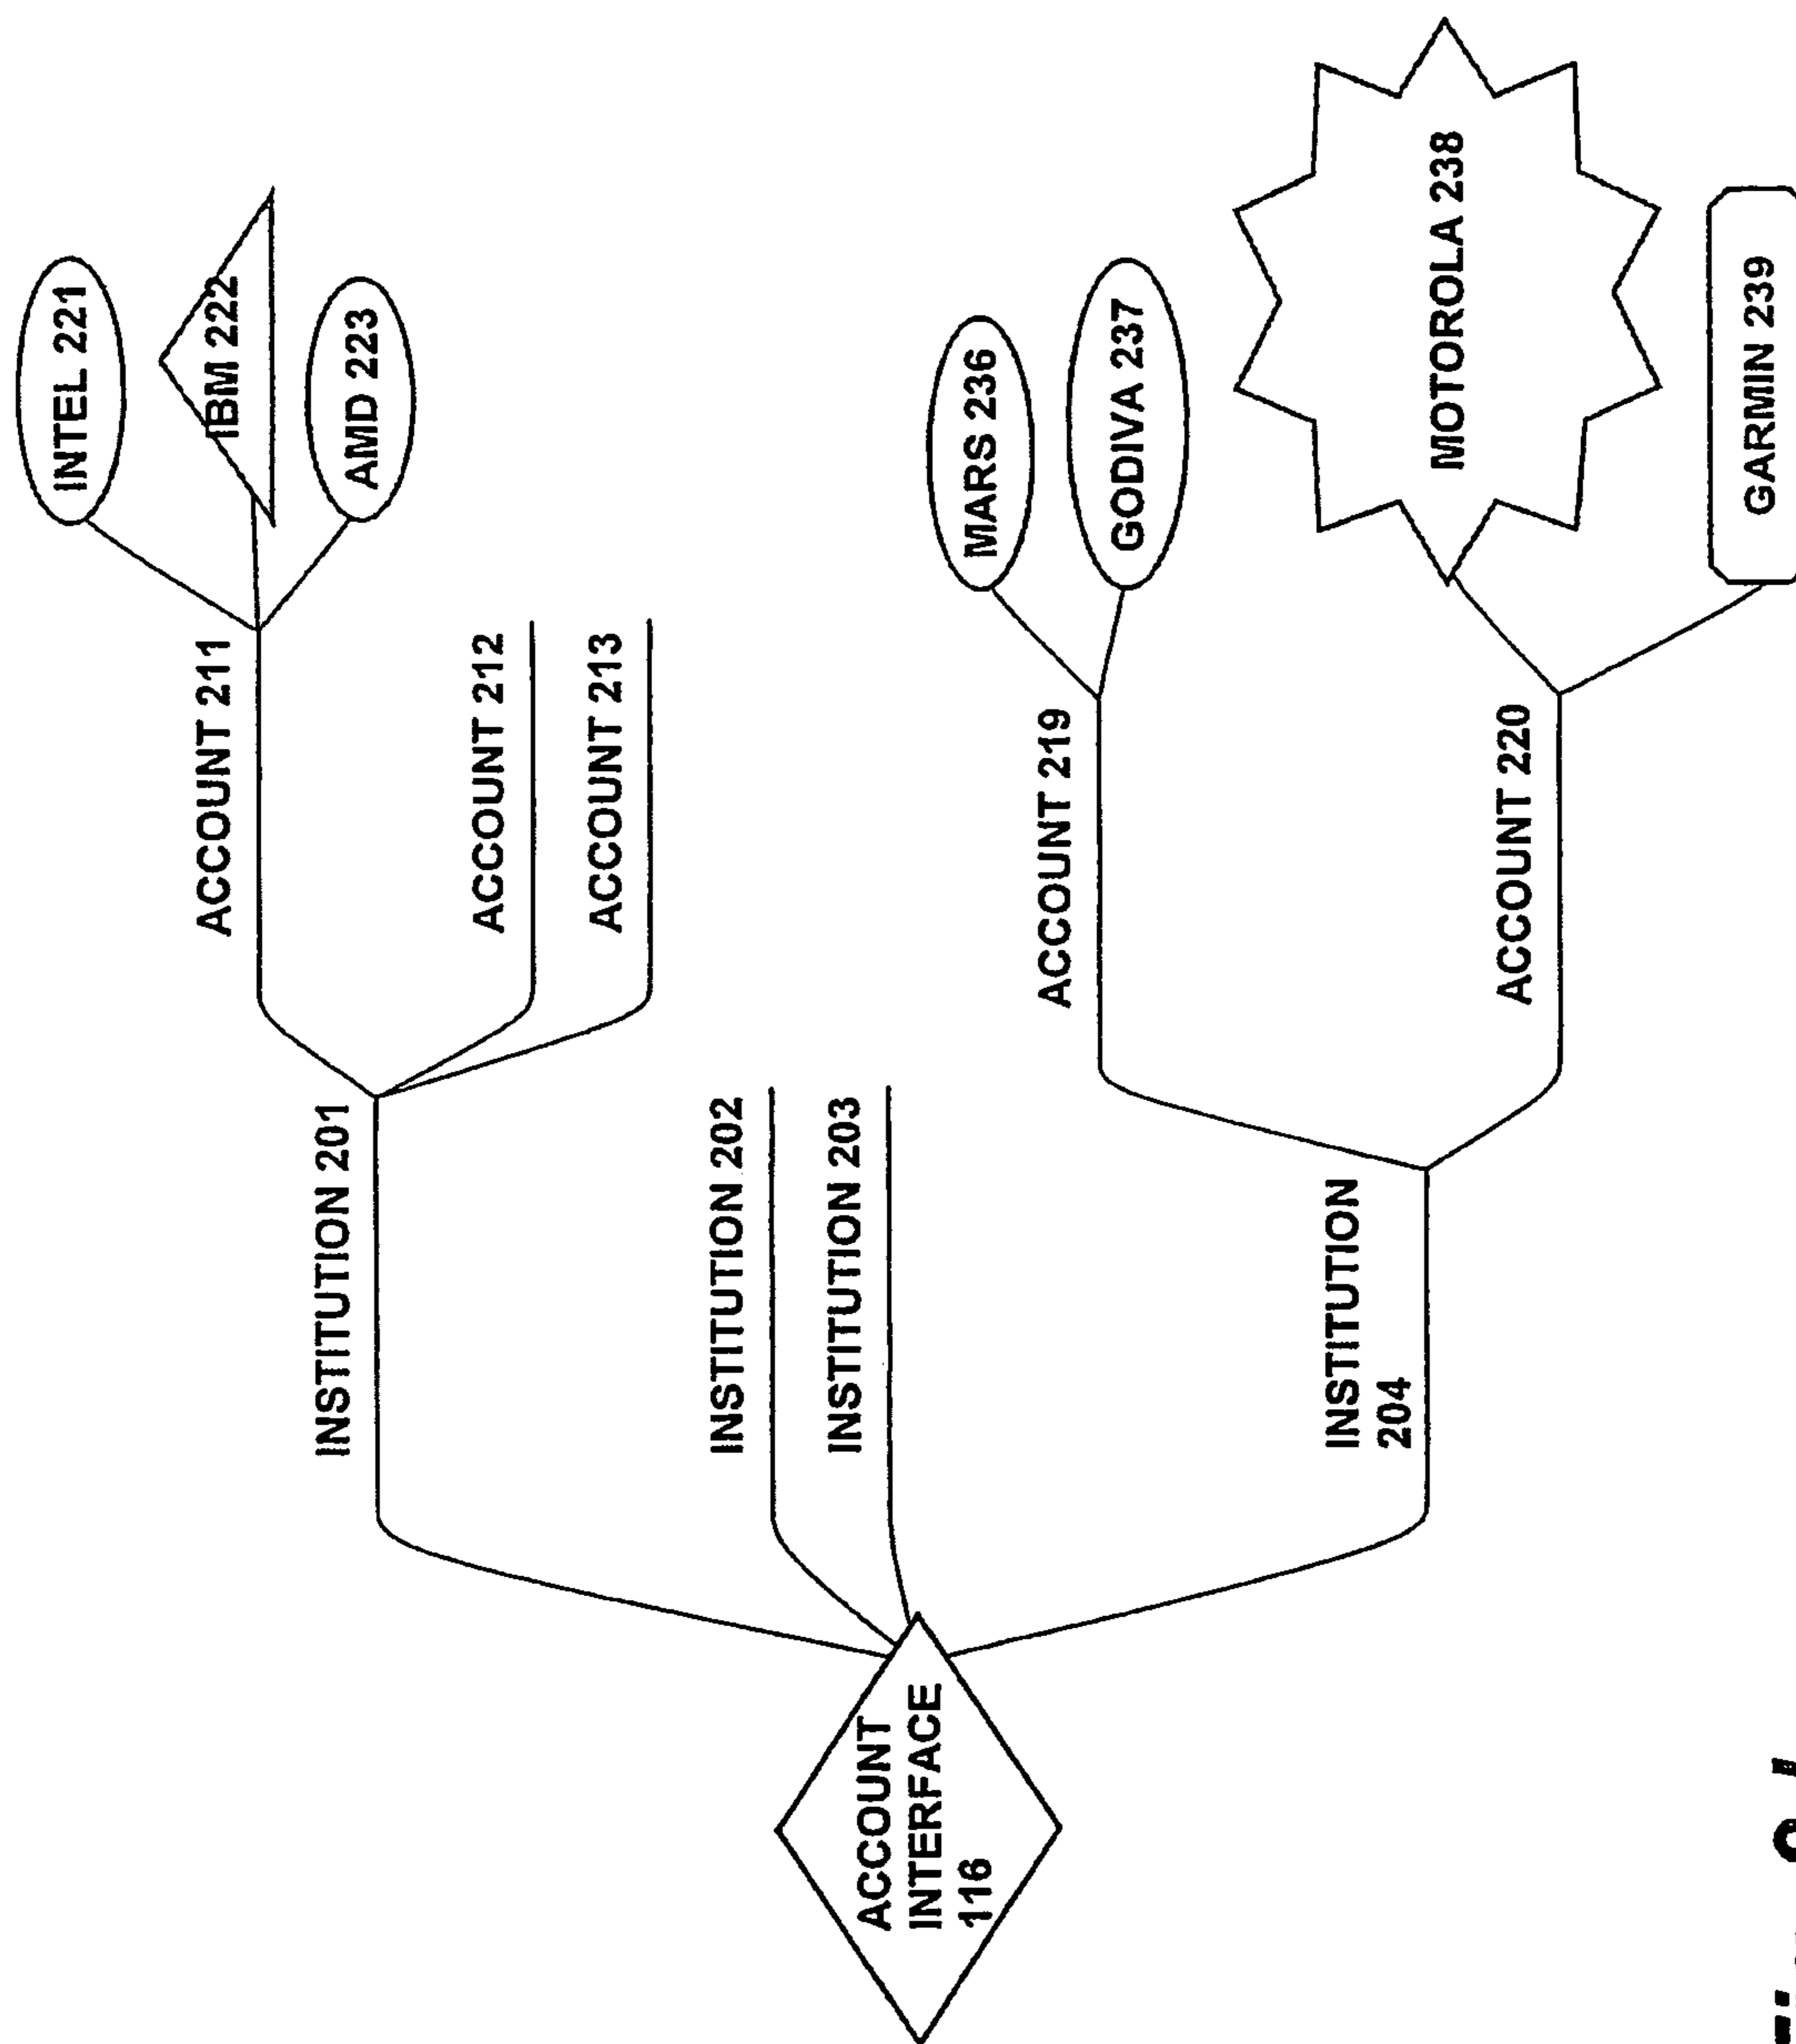 INTEL 221
IBM 222
AMD 223
ACCOUNT 211
ACCOUNT 212
ACCOUNT 213
INSTITUTION 201
INSTITUTION 202
INSTITUTION 203
ACCOUNT
INTERFACE
116
MARS 236
GODIVA 237
ACCOUNT 219
MOTOROLA 238
GARMIN 239
ACCOUNT 220
INSTITUTION
204